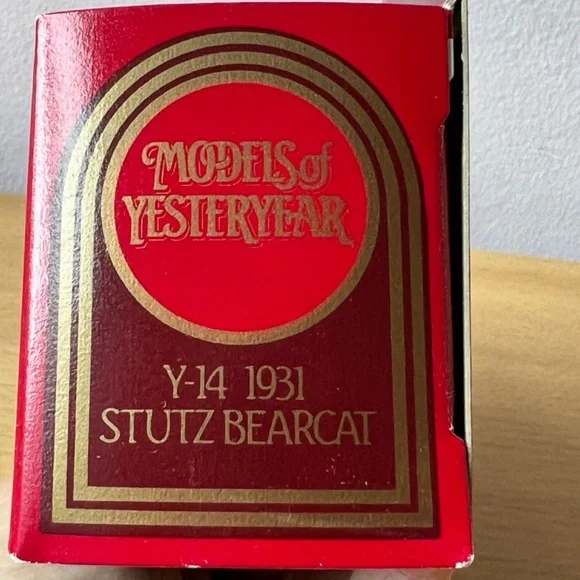 MODELS of
YESTERYEAR
Y-14 1931
STUTZ BEARCAT